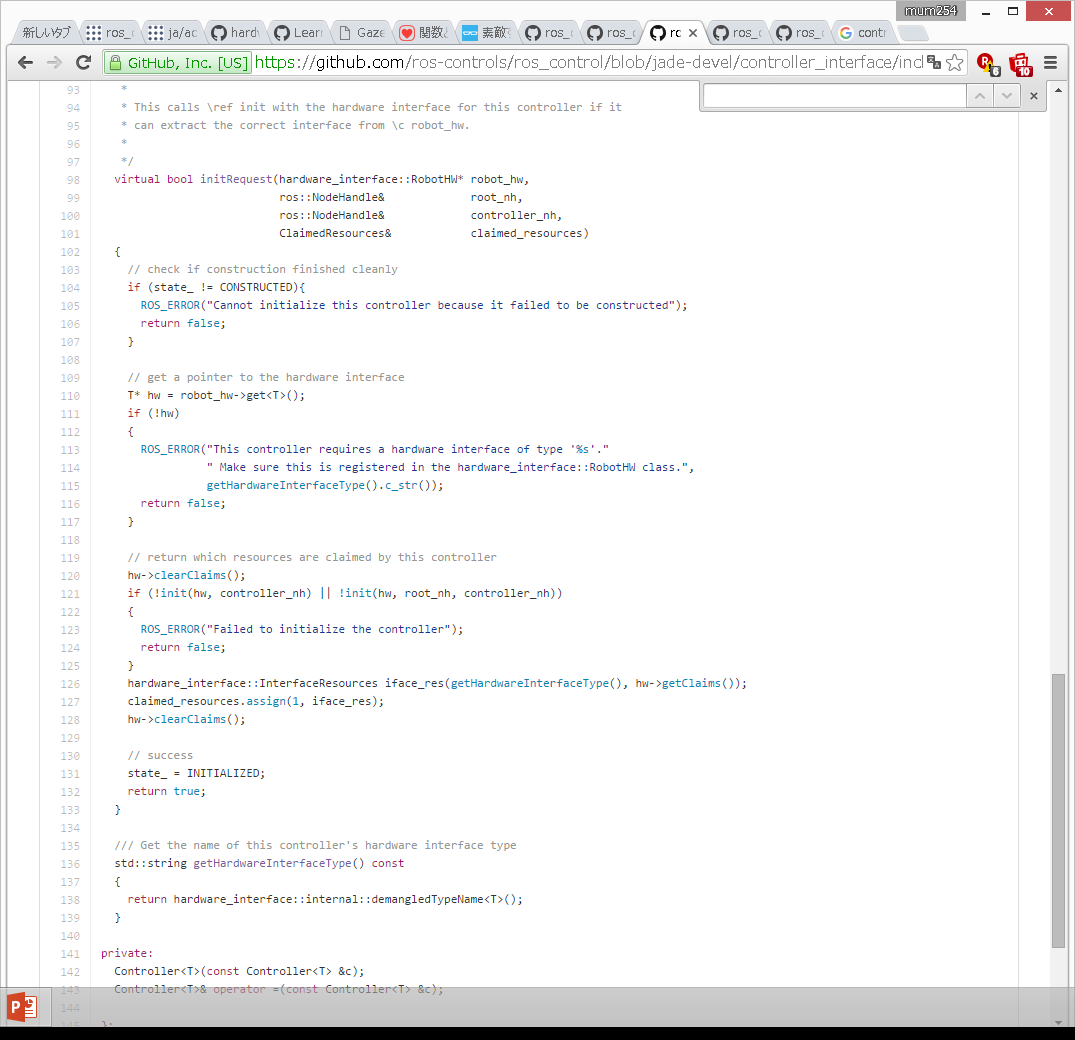 mum254
新しいタブ ros_ ja/ac hard Learn Gaze 関数 素敵 ros_ ros_ rc ros_ ros_ contr
GitHub, Inc. [US] https://github.com/ros-controls/ros_control/blob/jade-devel/controller_interface/incl
6 10
93 *
94 * This calls \ref init with the hardware interface for this controller if it
95 * can extract the correct interface from \c robot_hw.
96 *
97 */
98 virtual bool initRequest(hardware_interface::RobotHW* robot_hw,
99 ros::NodeHandle& root_nh,
100 ros::NodeHandle& controller_nh,
101 ClaimedResources& claimed_resources)
102 {
103 // check if construction finished cleanly
104 if (state_ != CONSTRUCTED){
105 ROS_ERROR("Cannot initialize this controller because it failed to be constructed");
106 return false;
107 }
108
109 // get a pointer to the hardware interface
110 T* hw = robot_hw->get<T>();
111 if (!hw)
112 {
113 ROS_ERROR("This controller requires a hardware interface of type '%s'."
114 " Make sure this is registered in the hardware_interface::RobotHW class.",
115 getHardwareInterfaceType().c_str());
116 return false;
117 }
118
119 // return which resources are claimed by this controller
120 hw->clearClaims();
121 if (!init(hw, controller_nh) || !init(hw, root_nh, controller_nh))
122 {
123 ROS_ERROR("Failed to initialize the controller");
124 return false;
125 }
126 hardware_interface::InterfaceResources iface_res(getHardwareInterfaceType(), hw->getClaims());
127 claimed_resources.assign(1, iface_res);
128 hw->clearClaims();
129
130 // success
131 state_ = INITIALIZED;
132 return true;
133 }
134
135 /// Get the name of this controller's hardware interface type
136 std::string getHardwareInterfaceType() const
137 {
138 return hardware_interface::internal::demangledTypeName<T>();
139 }
140
141 private:
142 Controller<T>(const Controller<T> &c);
143 Controller<T>& operator =(const Controller<T> &c);
144
145 };